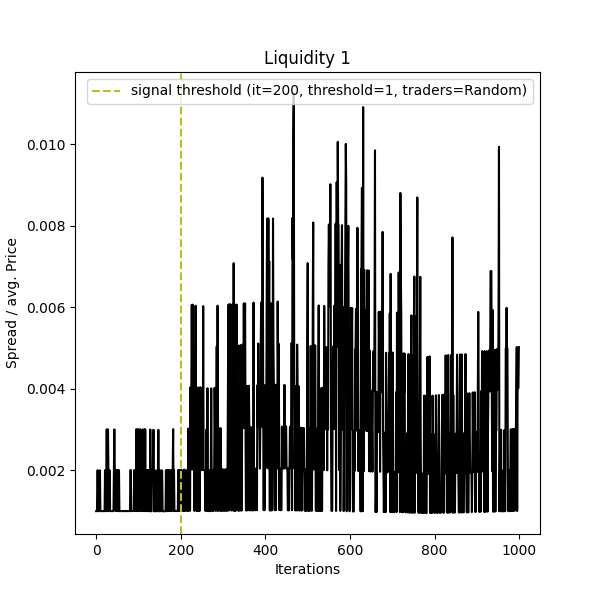 Liquidity 1
signal threshold (it=200, threshold=1, traders=Random)
0.010
0.008
0.006
0.004
0.002
Spread / avg. Price
0 200 400 600 800 1000
Iterations